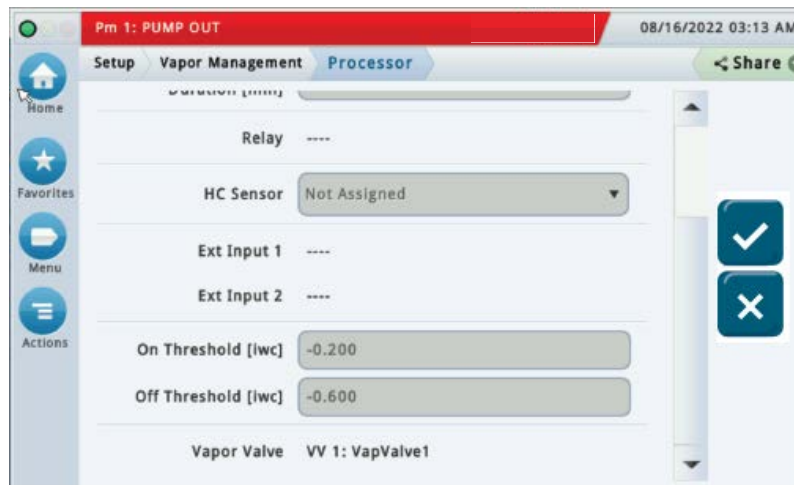 Pm 1: PUMP OUT
08/16/2022 03:13 AM
Setup Vapor Management Processor
Share
Home
Duration [min]
Relay ----
Favorites
HC Sensor Not Assigned
Menu
Ext Input 1 ----
Ext Input 2 ----
Actions
On Threshold [iwc] -0.200
Off Threshold [iwc] -0.600
Vapor Valve VV 1: VapValve1